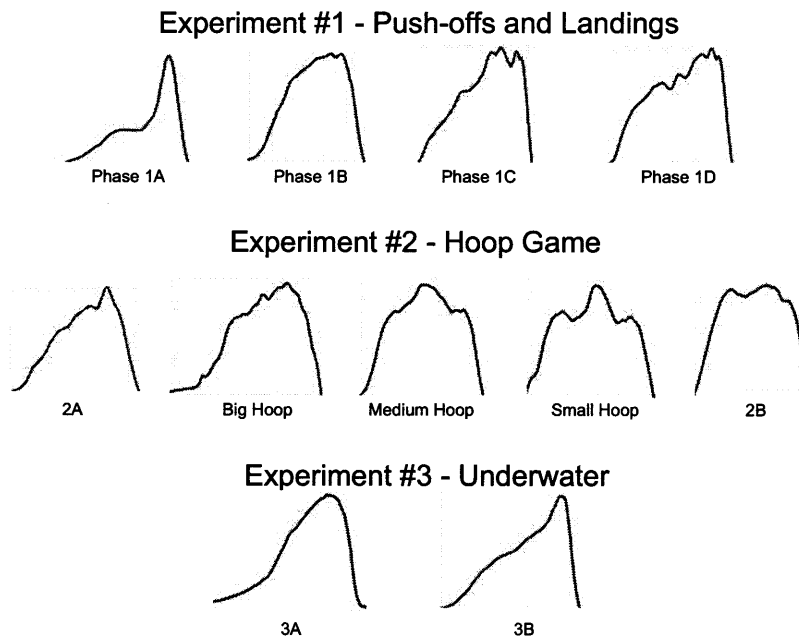 Experiment #1 - Push-offs and Landings
Phase 1A
Phase 1B
Phase 1C
Phase 1D
Experiment #2 - Hoop Game
2A
Big Hoop
Medium Hoop
Small Hoop
2B
Experiment #3 - Underwater
3A
3B